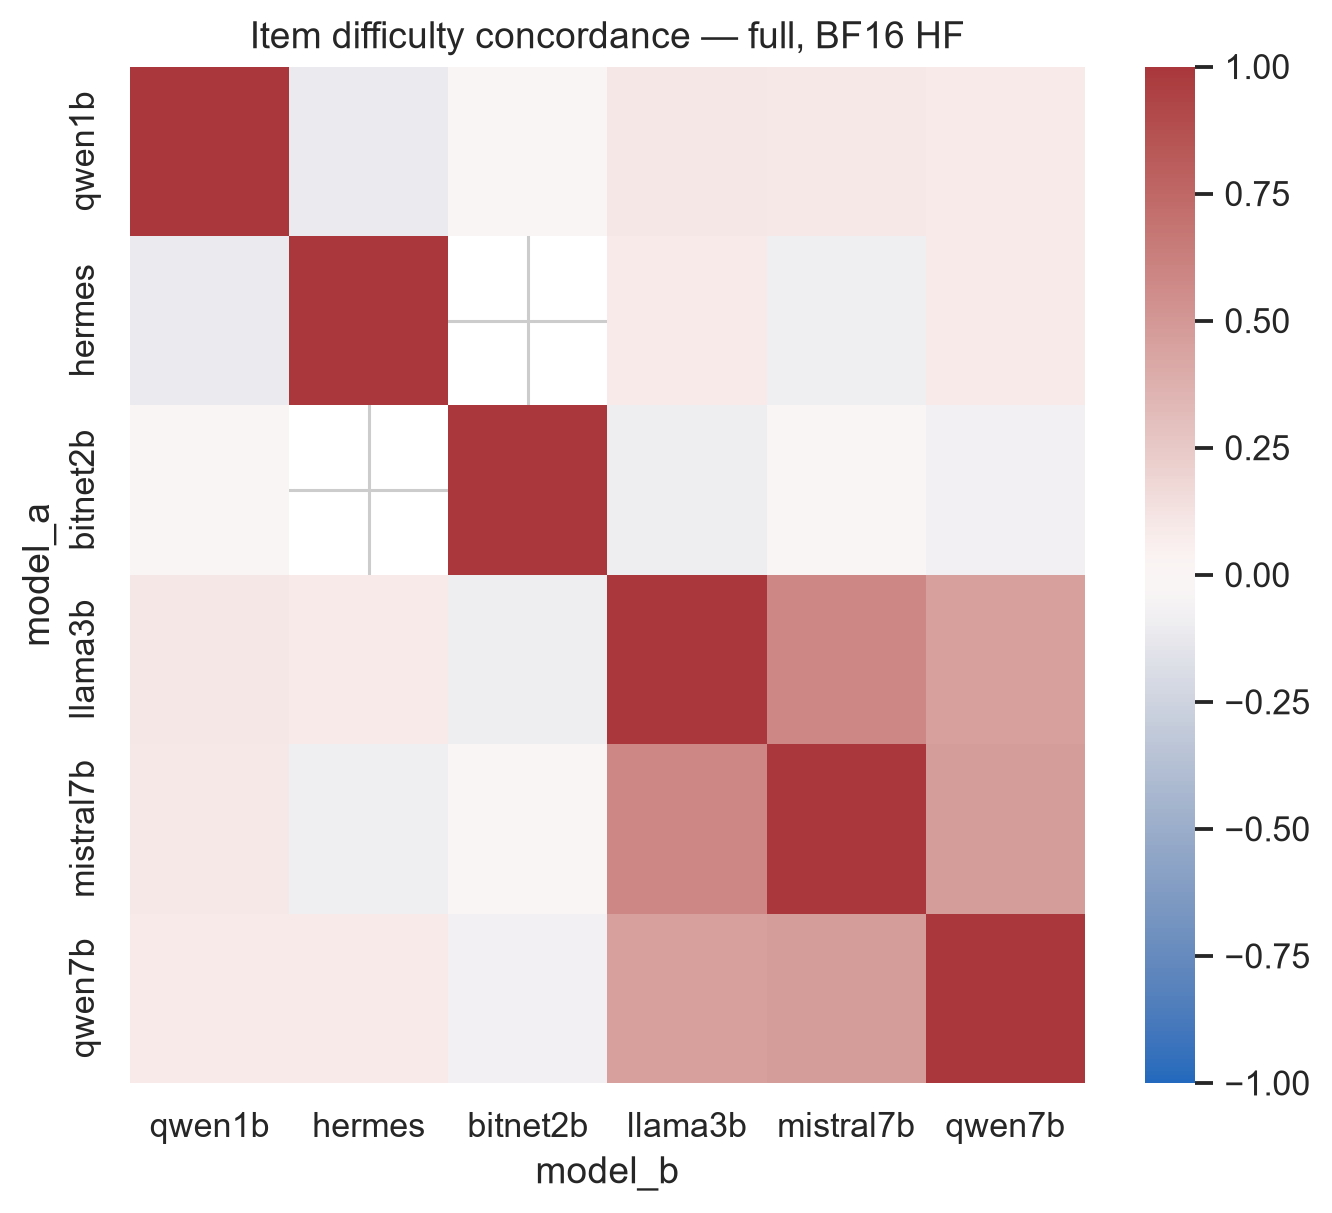 Item difficulty concordance — full, BF16 HF
model_a
qwen1b
hermes
bitnet2b
llama3b
mistral7b
qwen7b
qwen1b hermes bitnet2b llama3b mistral7b qwen7b
model_b
1.00
0.75
0.50
0.25
0.00
−0.25
−0.50
−0.75
−1.00